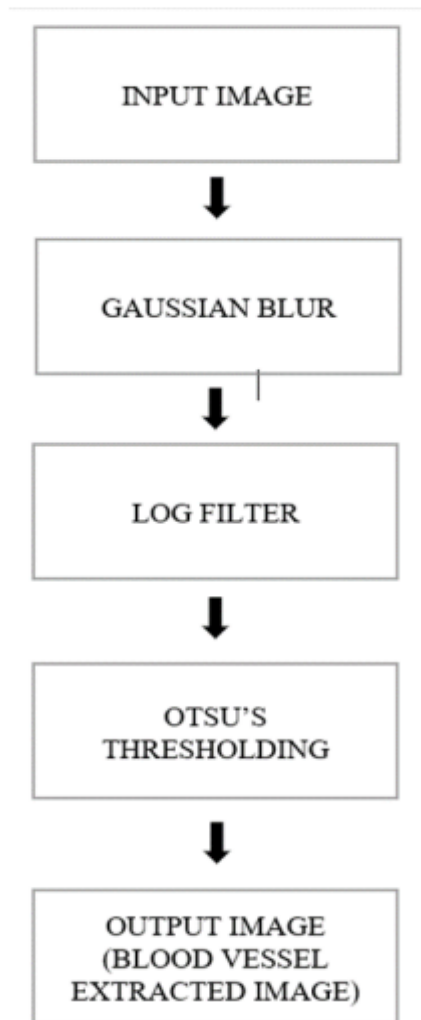 INPUT IMAGE
GAUSSIAN BLUR
LOG FILTER
OTSU’S
THRESHOLDING
OUTPUT IMAGE
(BLOOD VESSEL
EXTRACTED IMAGE)